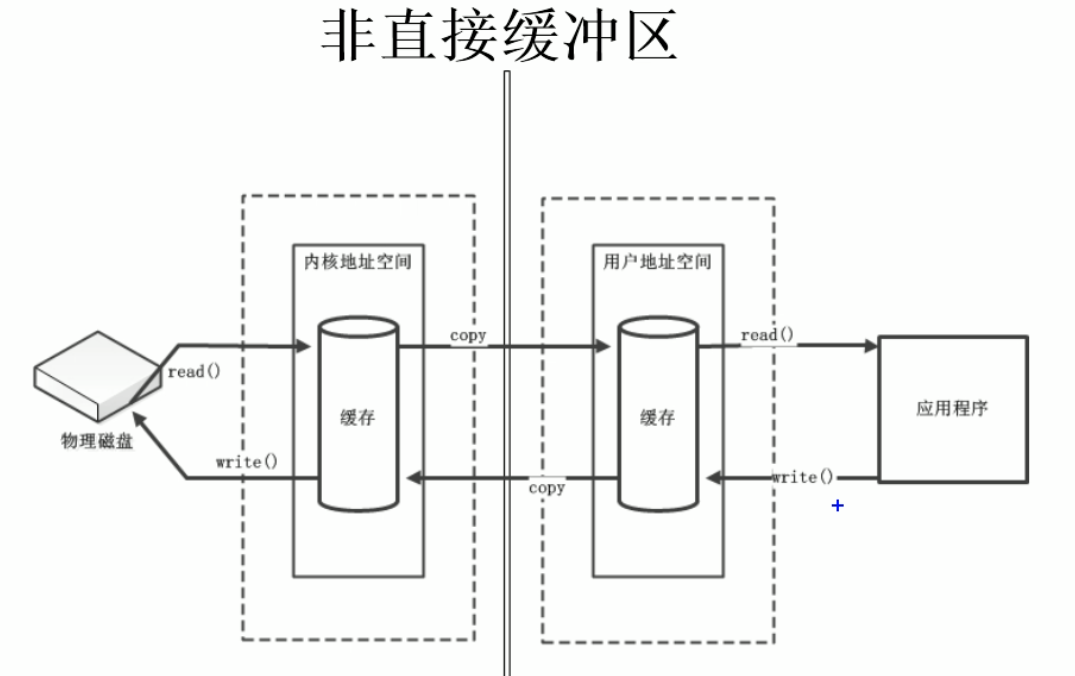 非直接缓冲区
内核地址空间
用户地址空间
copy
read()
read()
缓存
缓存
应用程序
物理磁盘
write()
copy
write()